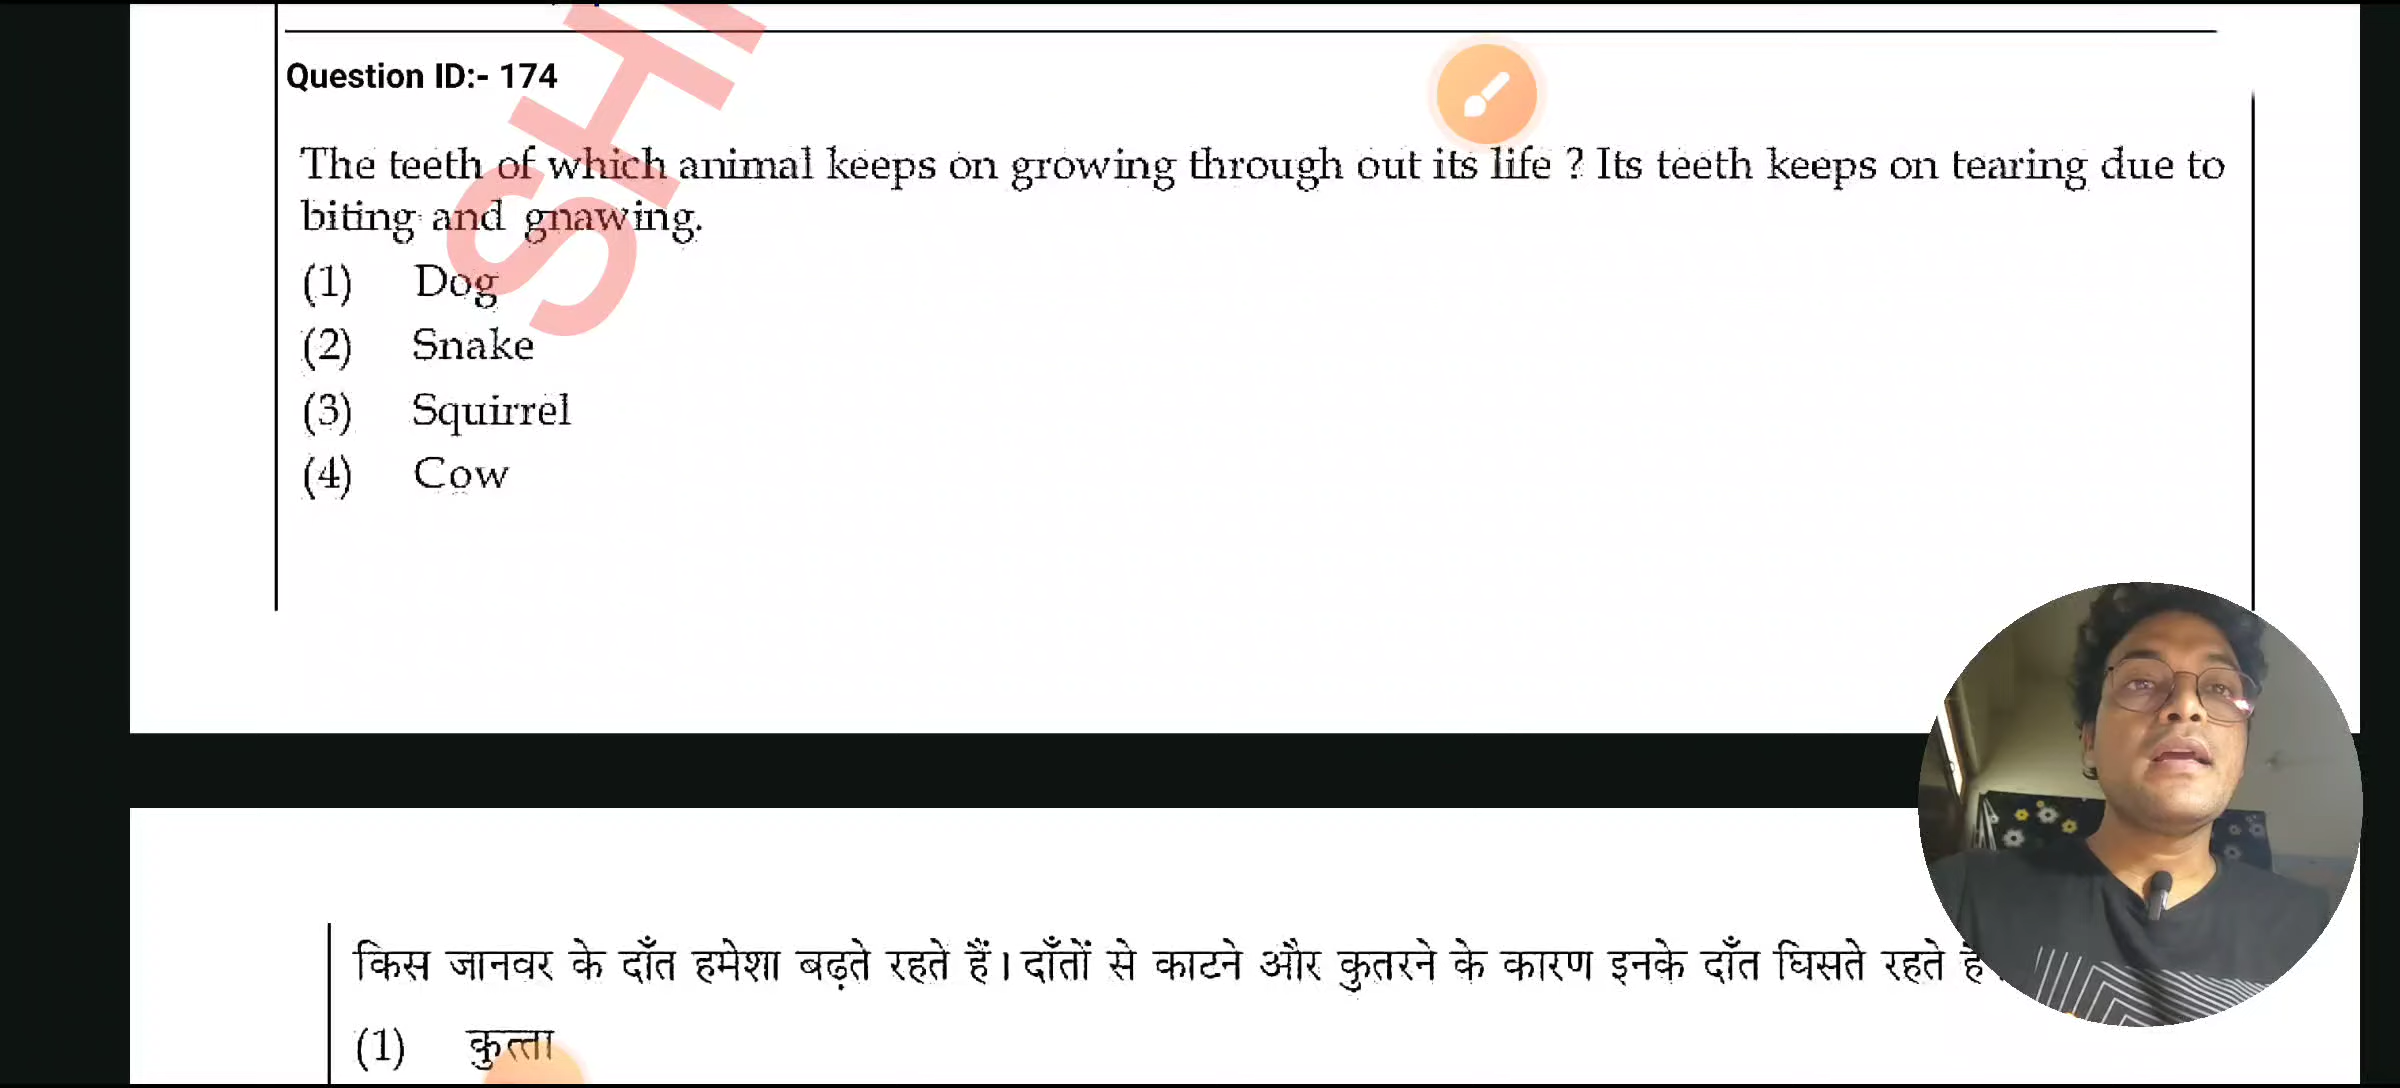 Question ID:- 174
The teeth of which animal keeps on growing through out its life ? Its teeth keeps on tearing due to
biting and gnawing.
(1) Dog
(2) Snake
(3) Squirrel
(4) Cow
किस जानवर के दाँत हमेशा बढ़ते रहते हैं। दाँतों से काटने और कुतरने के कारण इनके दाँत घिसते रहते
(1) कुत्ता
SH